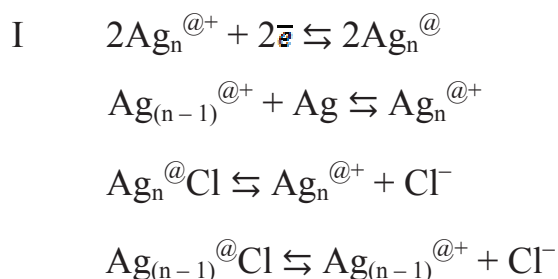 I 2Agₙ^@+ + 2e̅ ⇆ 2Agₙ^@
Ag₍ₙ ₋ ₁₎^@+ + Ag ⇆ Agₙ^@+
Agₙ^@Cl ⇆ Agₙ^@+ + Cl⁻
Ag₍ₙ ₋ ₁₎^@Cl ⇆ Ag₍ₙ ₋ ₁₎^@+ + Cl⁻